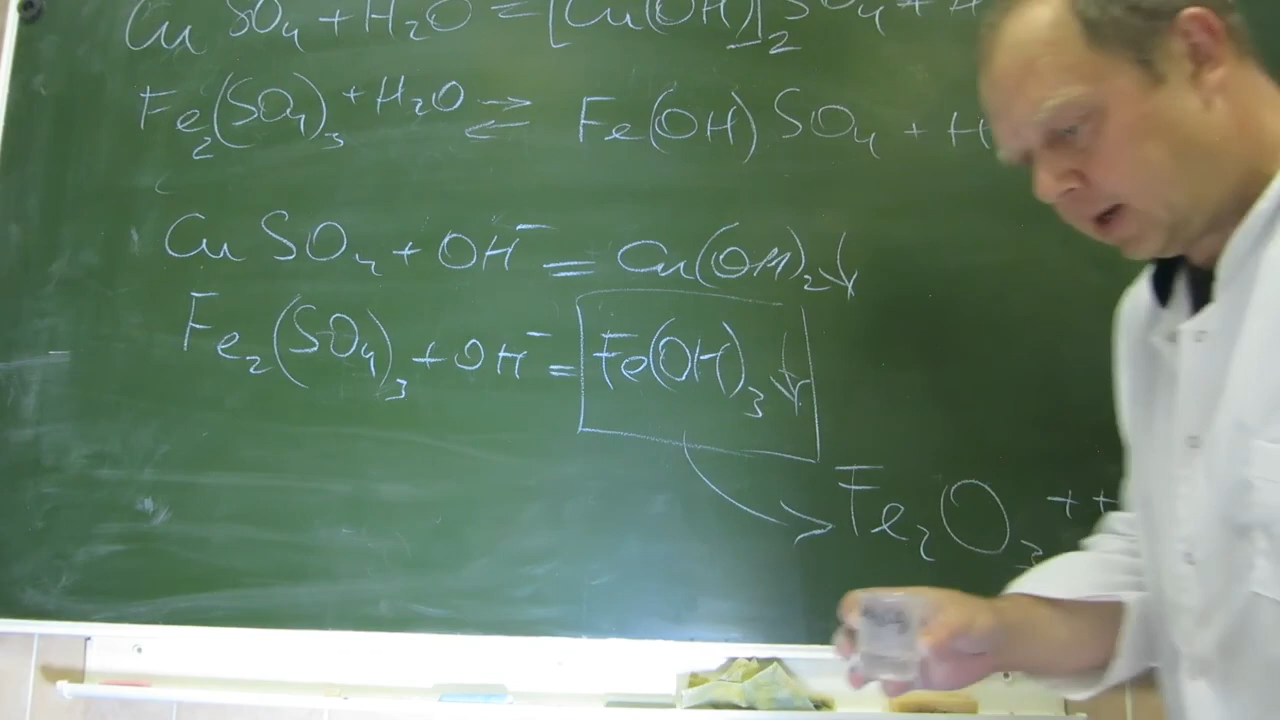 CuSO₄ + H₂O = [Cu(OH)]₂SO₄ + H
Fe₂(SO₄)₃ + H₂O ⇄ Fe(OH)SO₄ + H
CuSO₄ + OH⁻ = Cu(OH)₂↓
Fe₂(SO₄)₃ + OH⁻ = Fe(OH)₃↓
→ Fe₂O₃ +